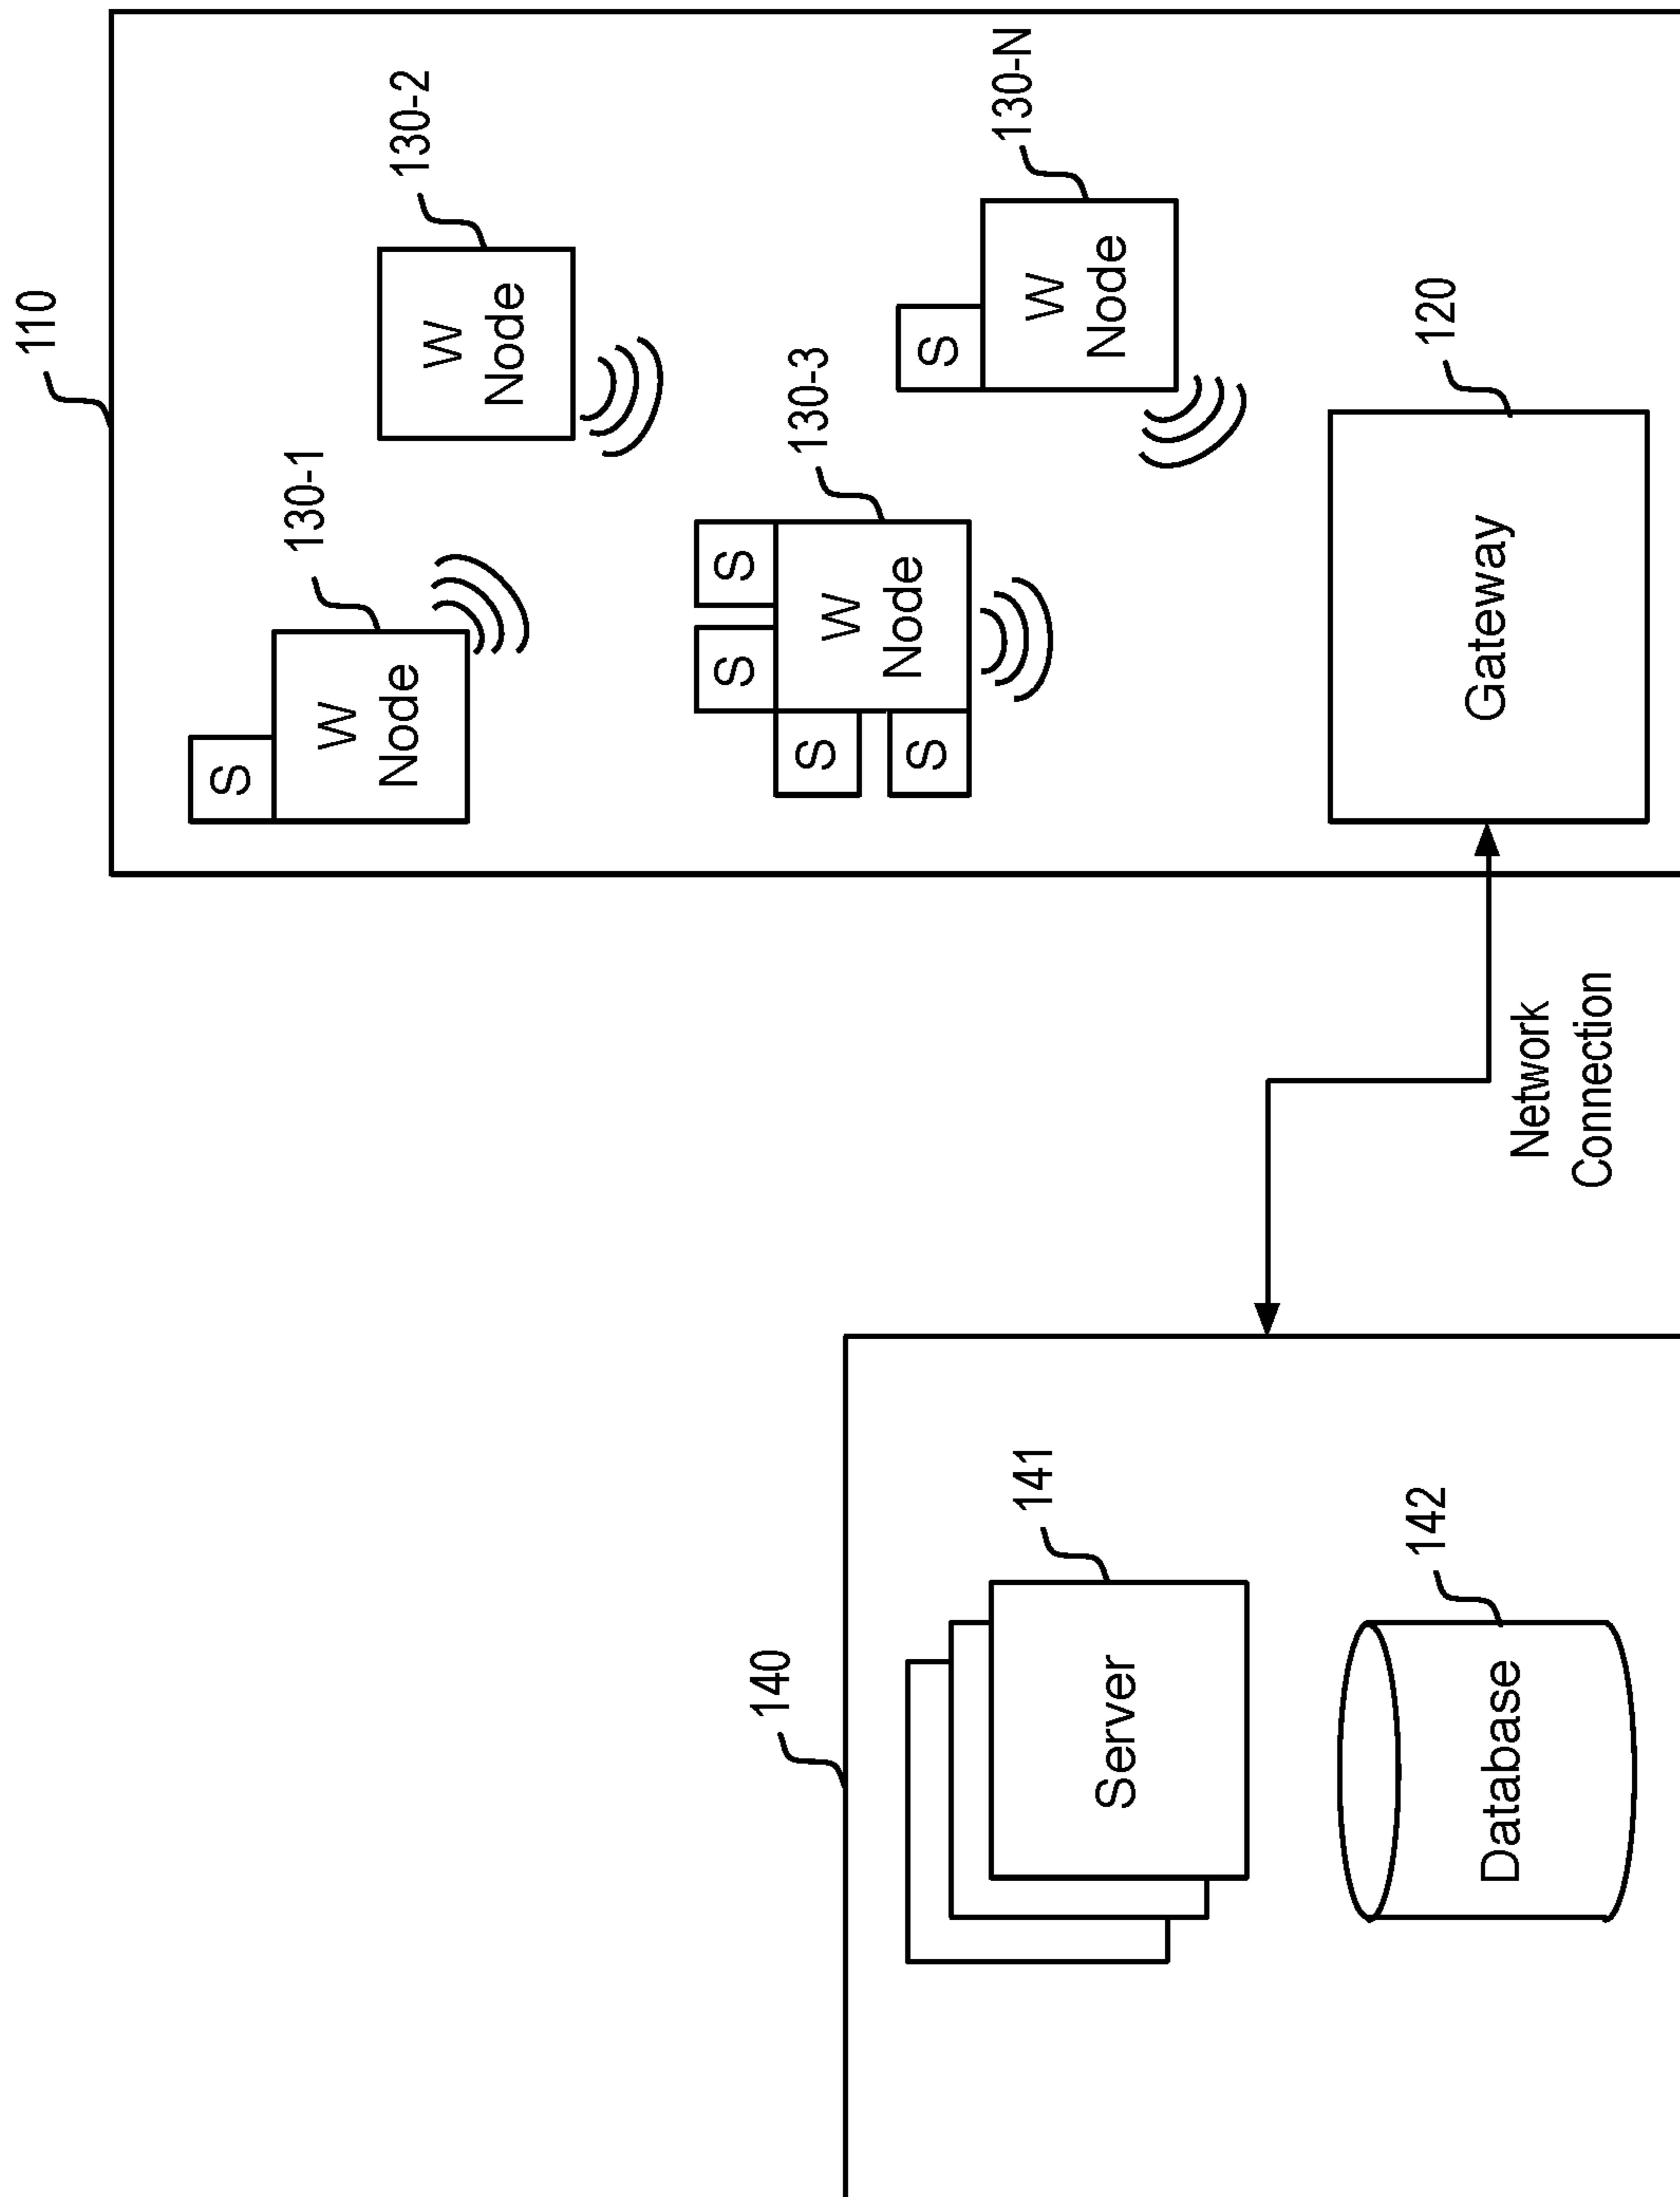 110
S
W
Node
130-1
W
Node
130-2
S
S
S
S
W
Node
130-3
S
W
Node
130-N
Gateway
120
140
Server
141
Database
142
Network
Connection